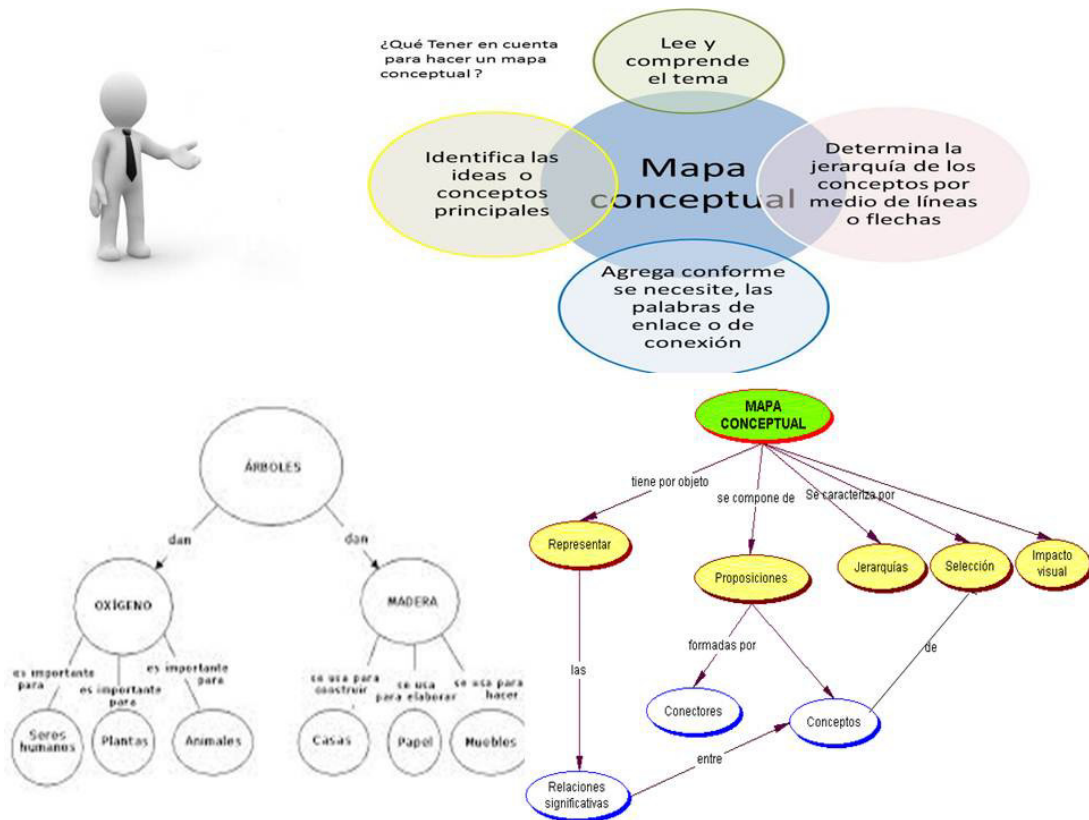 ¿Qué Tener en cuenta
para hacer un mapa
conceptual ?
Lee y
comprende
el tema
Identifica las
ideas o
conceptos
principales
Mapa
conceptual
Determina la
jerarquía de los
conceptos por
medio de líneas
o flechas
Agrega conforme
se necesite, las
palabras de
enlace o de
conexión
ÁRBOLES
dan
dan
OXÍGENO
MADERA
es importante
para
es importante
para
es importante
para
se usa para
construir
se usa
para elaborar
se usa para
hacer
Seres
humanos
Plantas
Animales
Casas
Papel
Muebles
MAPA
CONCEPTUAL
tiene por objeto
se compone de
Se caracteriza por
Representar
Proposiciones
Jerarquías
Selección
Impacto
visual
las
formadas por
de
Conectores
Conceptos
entre
Relaciones
significativas